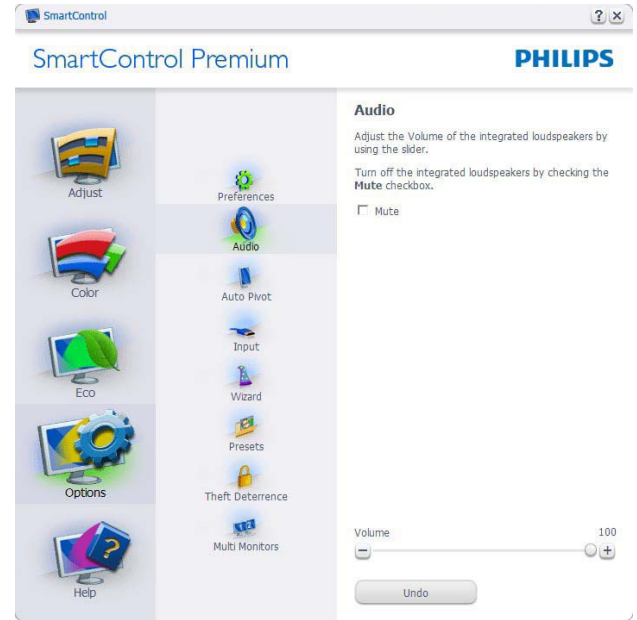 SmartControl
SmartControl Premium
PHILIPS
Adjust
Color
Eco
Options
Help
Preferences
Audio
Auto Pivot
Input
Wizard
Presets
Theft Deterrence
Multi Monitors
Audio
Adjust the Volume of the integrated loudspeakers by
using the slider.
Turn off the integrated loudspeakers by checking the
Mute checkbox.
Mute
Volume 100
Undo